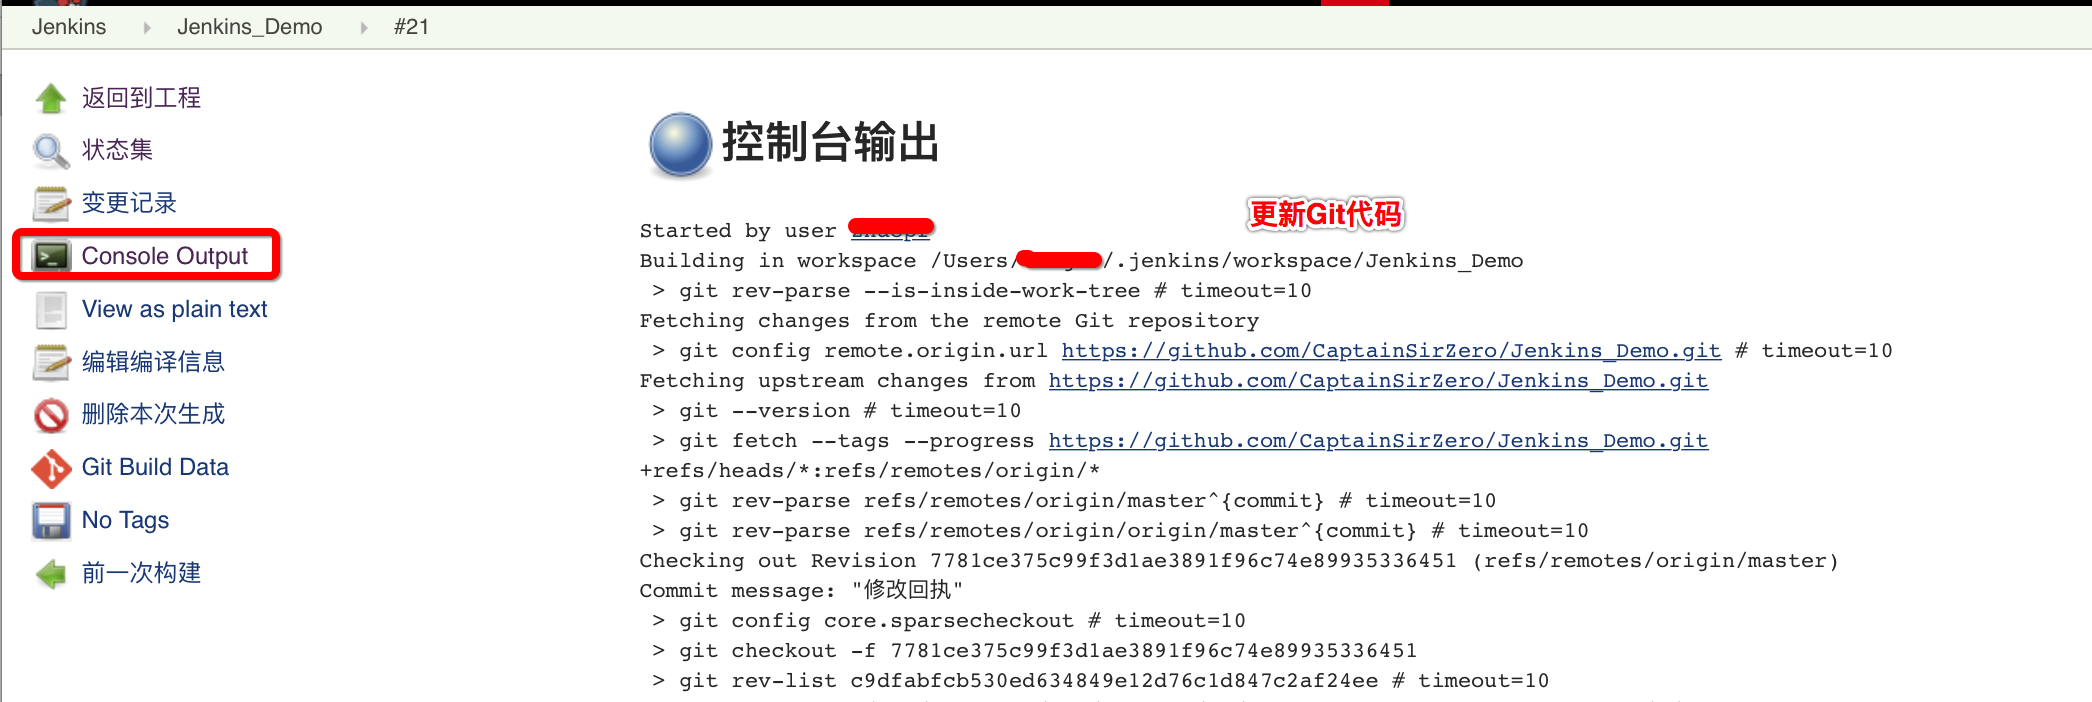 Jenkins Jenkins_Demo #21
返回到工程
状态集
变更记录
Console Output
View as plain text
编辑编译信息
删除本次生成
Git Build Data
No Tags
前一次构建
控制台输出
更新Git代码
Started by user
Building in workspace /Users/ /.jenkins/workspace/Jenkins_Demo
> git rev-parse --is-inside-work-tree # timeout=10
Fetching changes from the remote Git repository
> git config remote.origin.url https://github.com/CaptainSirZero/Jenkins_Demo.git # timeout=10
Fetching upstream changes from https://github.com/CaptainSirZero/Jenkins_Demo.git
> git --version # timeout=10
> git fetch --tags --progress https://github.com/CaptainSirZero/Jenkins_Demo.git
+refs/heads/*:refs/remotes/origin/*
> git rev-parse refs/remotes/origin/master^{commit} # timeout=10
> git rev-parse refs/remotes/origin/origin/master^{commit} # timeout=10
Checking out Revision 7781ce375c99f3d1ae3891f96c74e89935336451 (refs/remotes/origin/master)
Commit message: "修改回执"
> git config core.sparsecheckout # timeout=10
> git checkout -f 7781ce375c99f3d1ae3891f96c74e89935336451
> git rev-list c9dfabfcb530ed634849e12d76c1d847c2af24ee # timeout=10